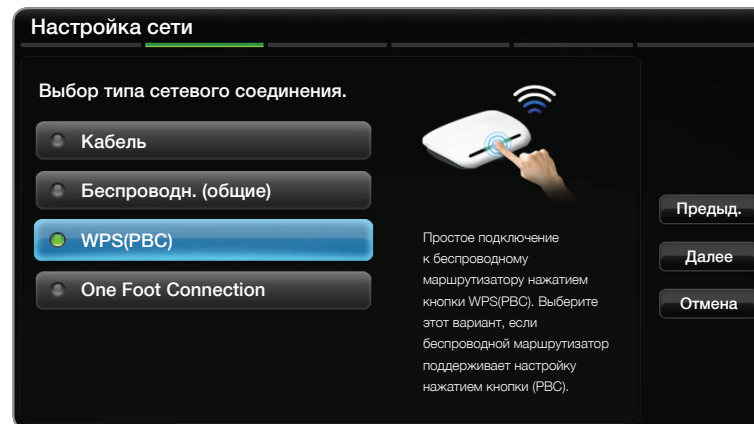 Настройка сети
Выбор типа сетевого соединения.
Кабель
Беспроводн. (общие)
WPS(PBC)
One Foot Connection
Простое подключение
к беспроводному
маршрутизатору нажатием
кнопки WPS(PBC). Выберите
этот вариант, если
беспроводной маршрутизатор
поддерживает настройку
нажатием кнопки (PBC).
Предыд.
Далее
Отмена